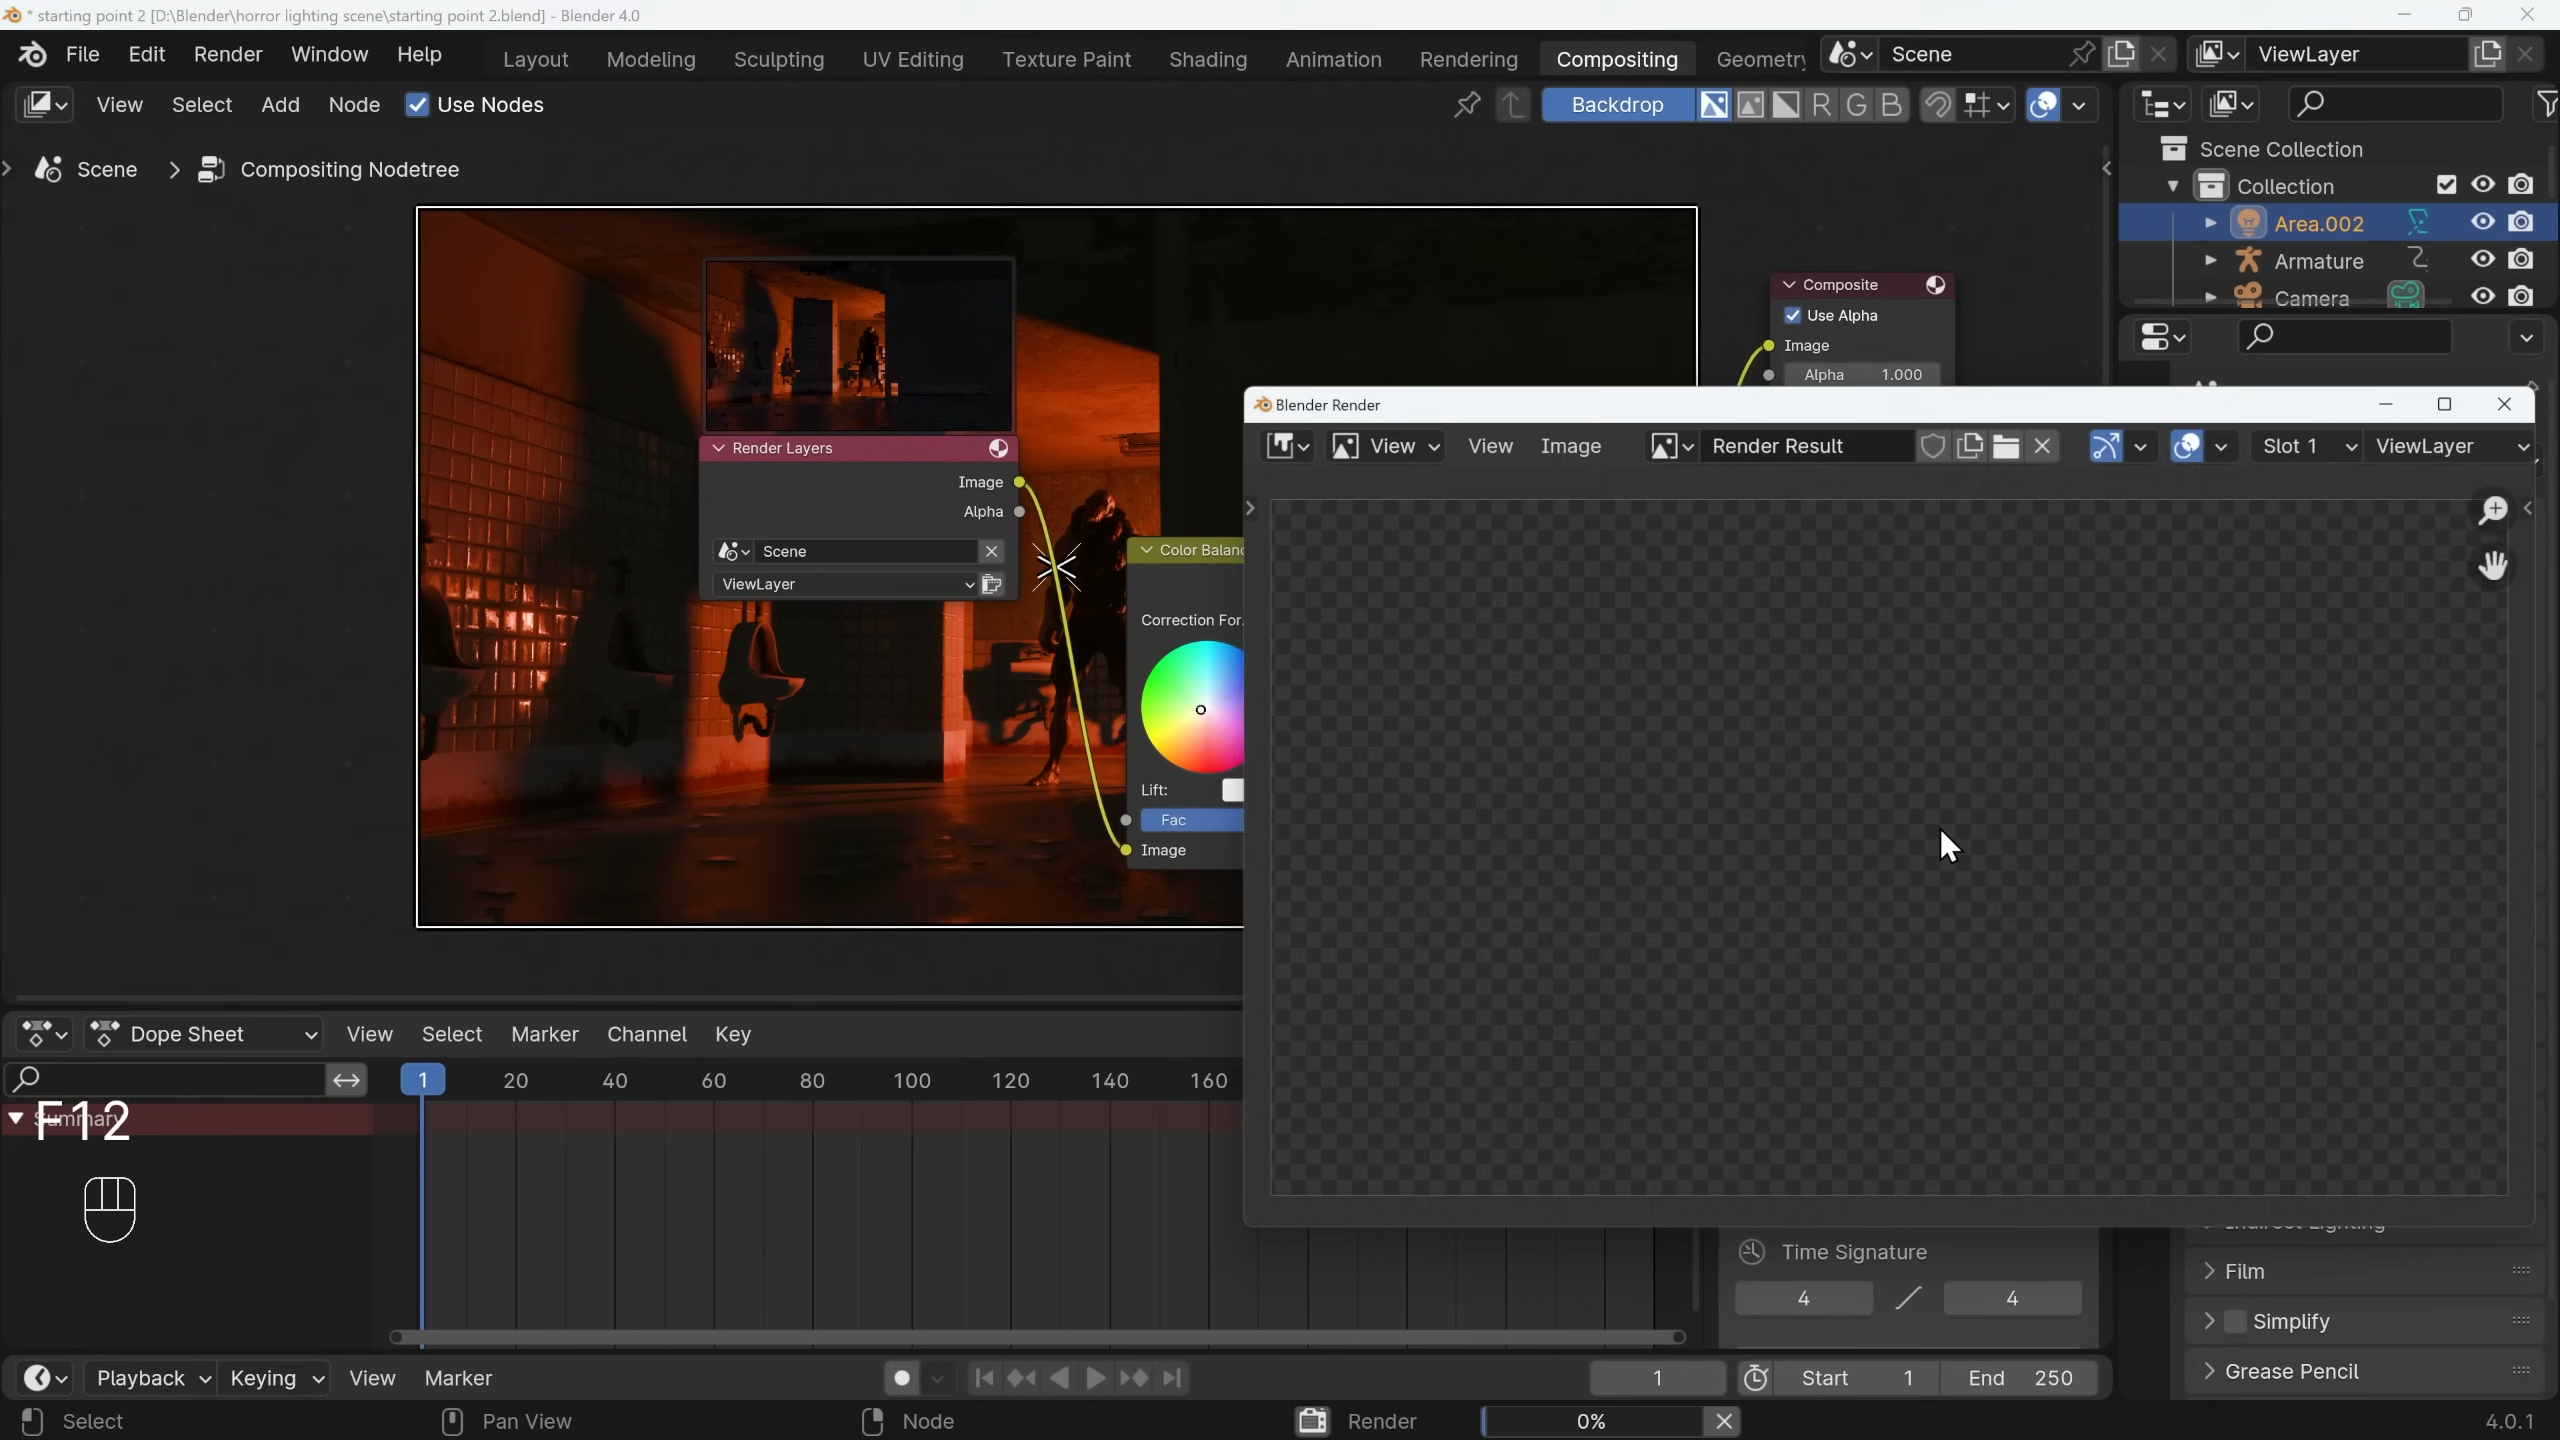 * starting point 2 [D:\Blender\horror lighting scene\starting point 2.blend] - Blender 4.0
File Edit Render Window Help Layout Modeling Sculpting UV Editing Texture Paint Shading Animation Rendering Compositing Geometry Scene ViewLayer
View Select Add Node Use Nodes Backdrop R G B
Scene Compositing Nodetree
Scene Collection
Collection
Area.002
Armature
Camera
Composite
Use Alpha
Image
Alpha 1.000
Render Layers
Image
Alpha
Scene
ViewLayer
Color Balanc
Correction For.
Lift:
Fac
Image
Blender Render
View View Image Render Result Slot 1 ViewLayer
Dope Sheet View Select Marker Channel Key
1 20 40 60 80 100 120 140 160
Summary
F12
Indirect Lighting
Time Signature
4 4
Film
Simplify
Grease Pencil
Playback Keying View Marker 1 Start 1 End 250
Select Pan View Node Render 0% 4.0.1